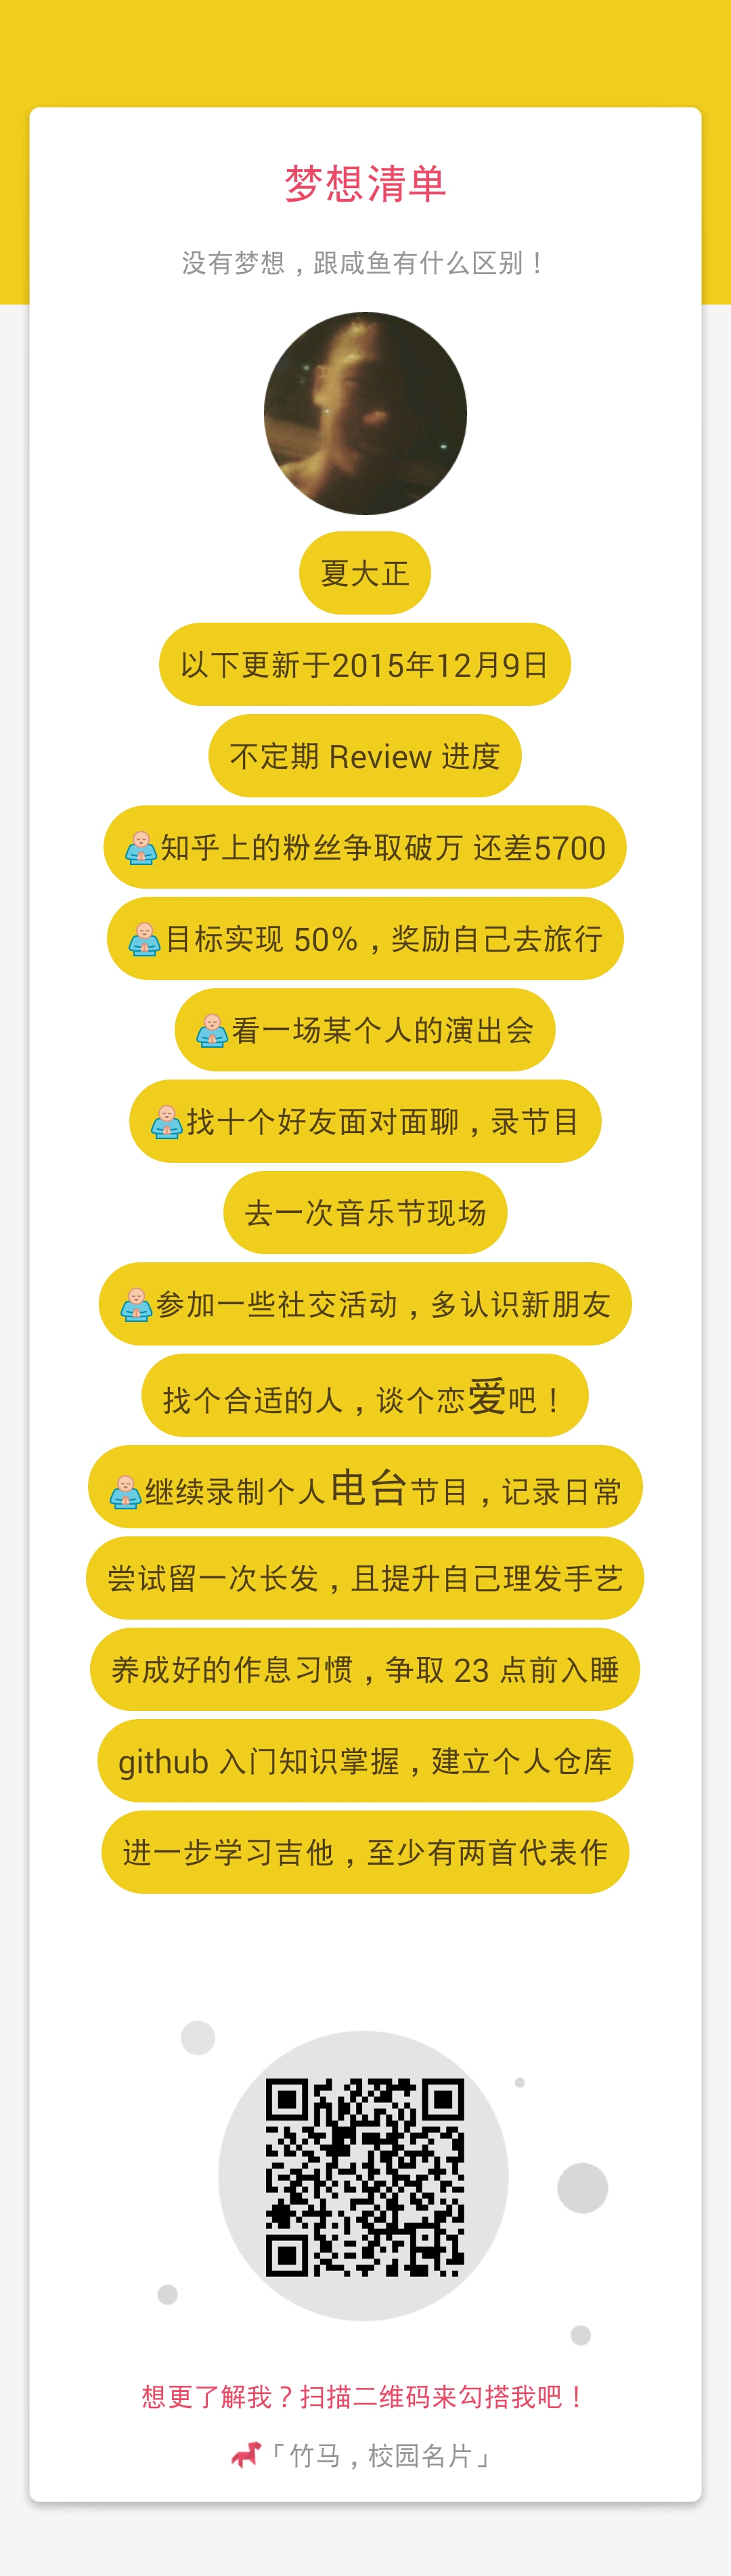 梦想清单
没有梦想，跟咸鱼有什么区别！
夏大正
以下更新于2015年12月9日
不定期 Review 进度
知乎上的粉丝争取破万 还差5700
目标实现 50%，奖励自己去旅行
看一场某个人的演出会
找十个好友面对面聊，录节目
去一次音乐节现场
参加一些社交活动，多认识新朋友
找个合适的人，谈个恋爱吧！
继续录制个人电台节目，记录日常
尝试留一次长发，且提升自己理发手艺
养成好的作息习惯，争取 23 点前入睡
github 入门知识掌握，建立个人仓库
进一步学习吉他，至少有两首代表作
想更了解我？扫描二维码来勾搭我吧！
「竹马，校园名片」